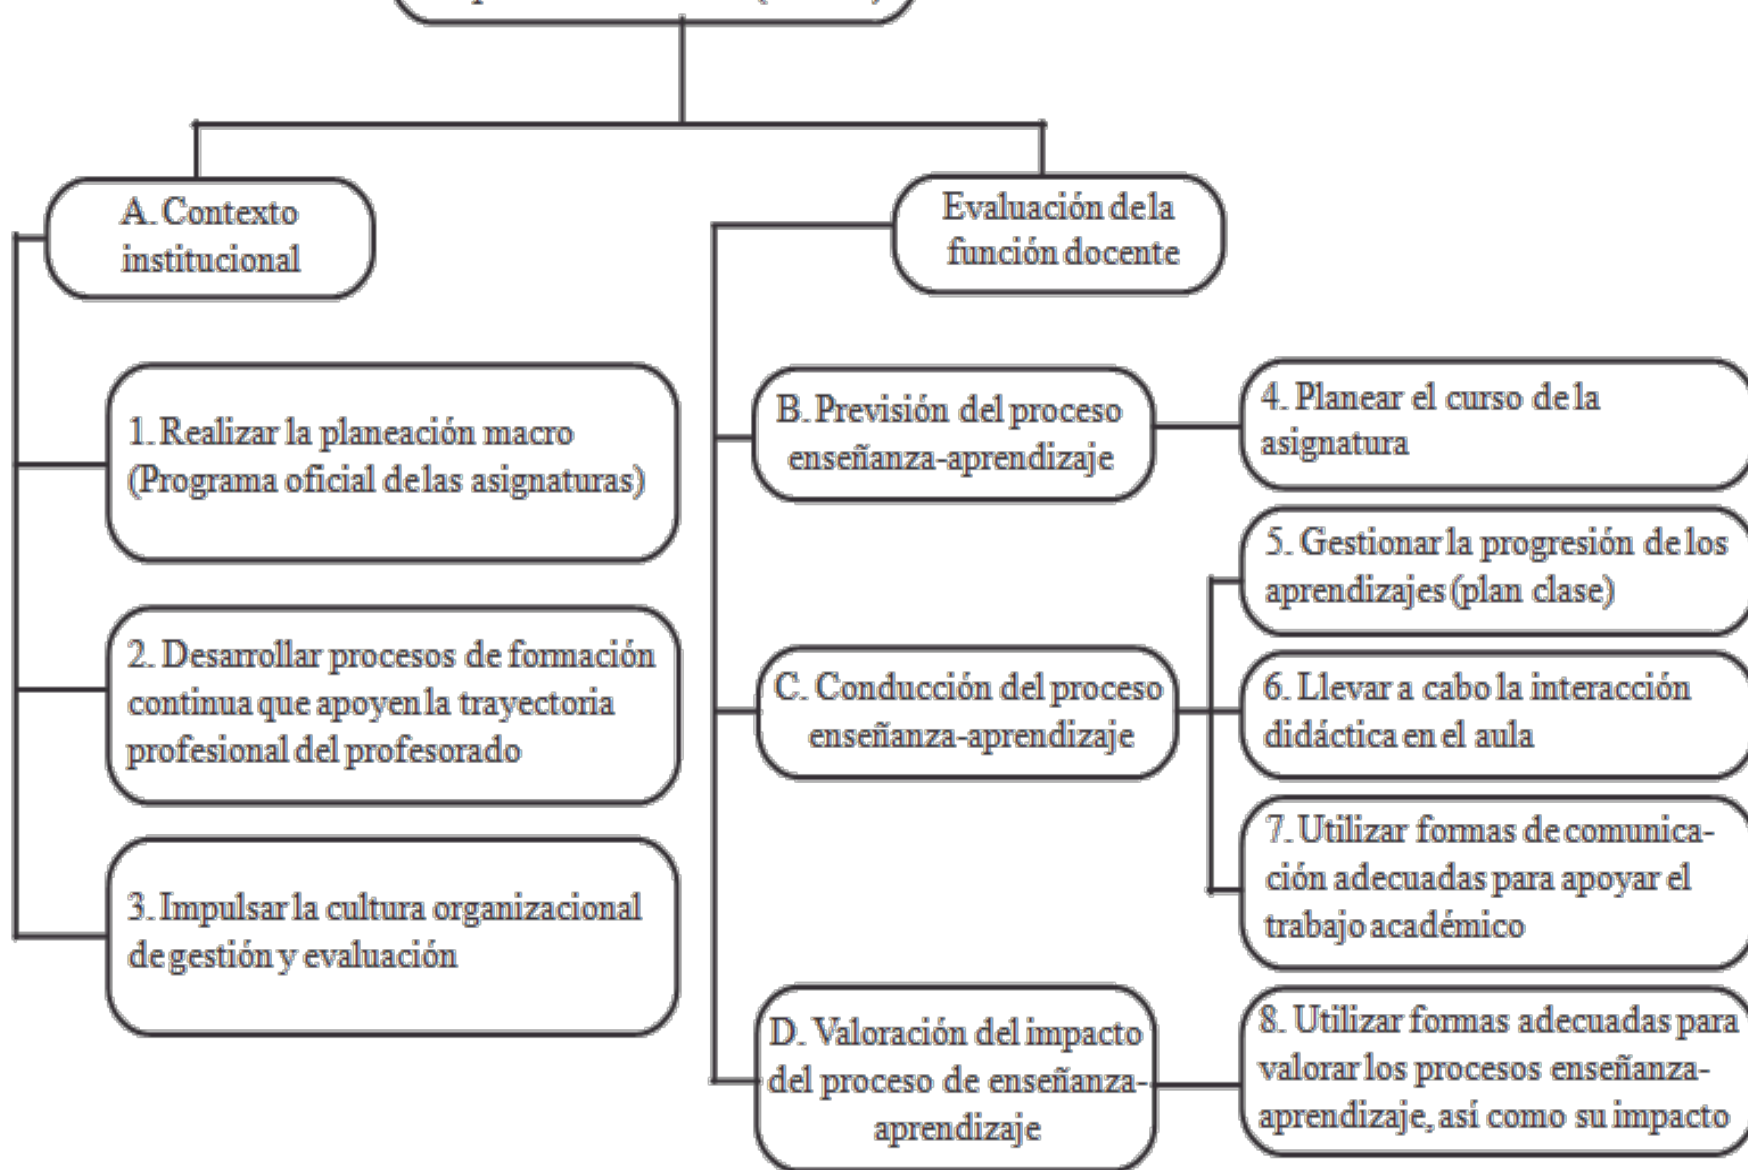 A. Contexto
institucional
1. Realizar la planeación macro
(Programa oficial de las asignaturas)
2. Desarrollar procesos de formación
continua que apoyen la trayectoria
profesional del profesorado
3. Impulsar la cultura organizacional
de gestión y evaluación
Evaluación de la
función docente
B. Previsión del proceso
enseñanza-aprendizaje
4. Planear el curso de la
asignatura
C. Conducción del proceso
enseñanza-aprendizaje
5. Gestionar la progresión de los
aprendizajes (plan clase)
6. Llevar a cabo la interacción
didáctica en el aula
7. Utilizar formas de comunica-
ción adecuadas para apoyar el
trabajo académico
D. Valoración del impacto
del proceso de enseñanza-
aprendizaje
8. Utilizar formas adecuadas para
valorar los procesos enseñanza-
aprendizaje, así como su impacto